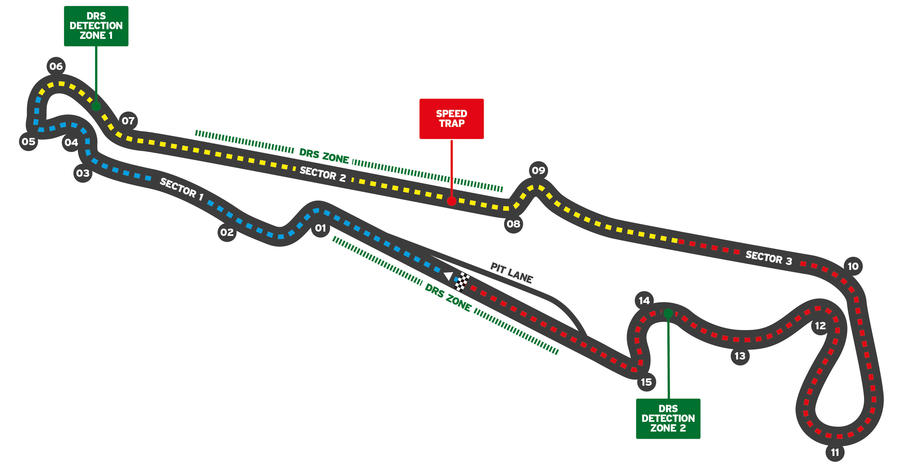 DRS
DETECTION
ZONE 1
06
07
05
04
03
DRS ZONE
SECTOR 2
SPEED
TRAP
09
08
SECTOR 1
02
01
PIT LANE
DRS ZONE
SECTOR 3
10
14
12
13
15
DRS
DETECTION
ZONE 2
11